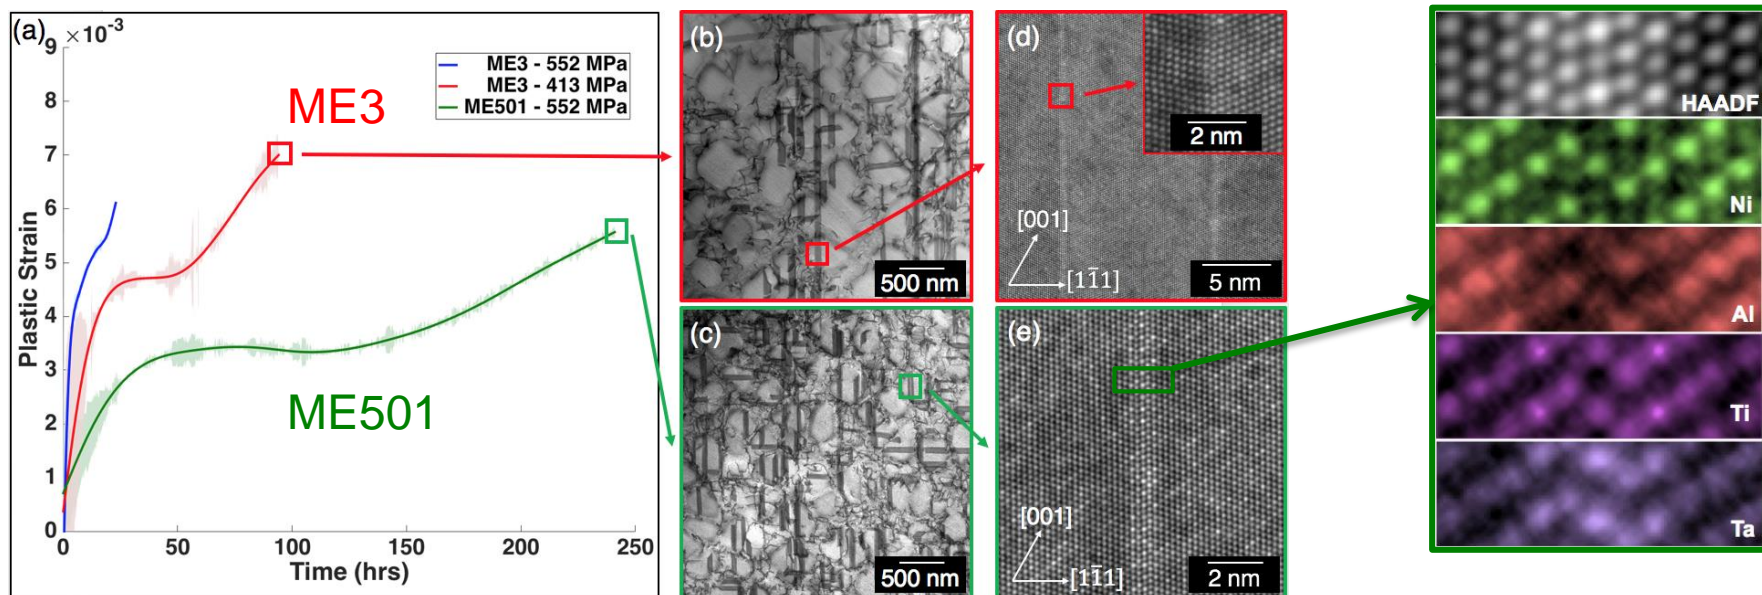 (a)
×10⁻³
9
8
7
6
5
4
3
2
1
0
Plastic Strain
0
50
100
150
200
250
Time (hrs)
ME3 - 552 MPa
ME3 - 413 MPa
ME501 - 552 MPa
ME3
ME501
(b)
500 nm
(c)
500 nm
(d)
2 nm
[001]
[11̅1]
5 nm
(e)
[001]
[11̅1]
2 nm
HAADF
Ni
Al
Ti
Ta